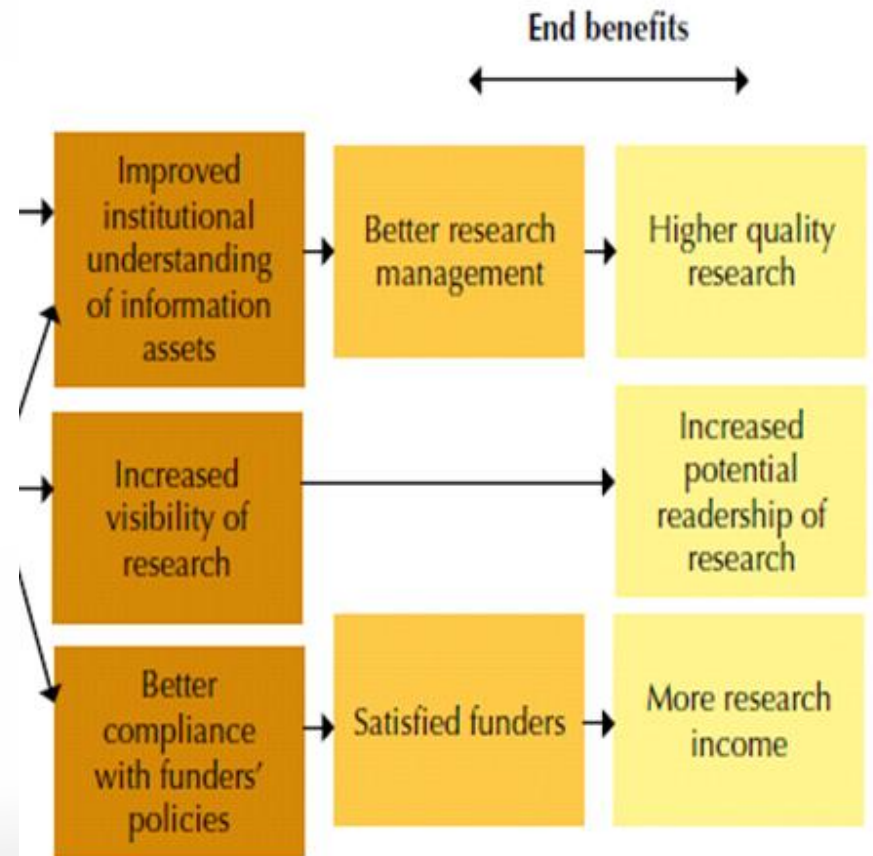 End benefits
Improved
institutional
understanding
of information
assets
Better research
management
Higher quality
research
Increased
visibility of
research
Increased
potential
readership of
research
Better
compliance
with funders’
policies
Satisfied funders
More research
income